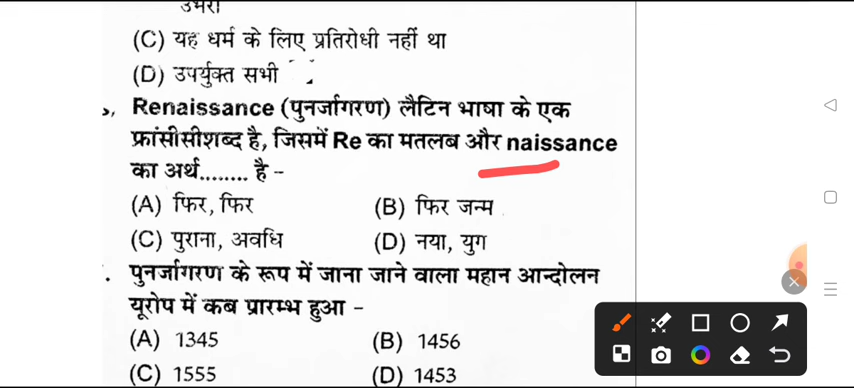 उभरा
(C) यह धर्म के लिए प्रतिरोधी नहीं था
(D) उपर्युक्त सभी
Renaissance (पुनर्जागरण) लैटिन भाषा के एक
फ्रांसीसीशब्द है, जिसमें Re का मतलब और naissance
का अर्थ........ है -
(A) फिर, फिर
(B) फिर जन्म
(C) पुराना, अवधि
(D) नया, युग
पुनर्जागरण के रूप में जाना जाने वाला महान आन्दोलन
यूरोप में कब प्रारम्भ हुआ -
(A) 1345
(B) 1456
(C) 1555
(D) 1453